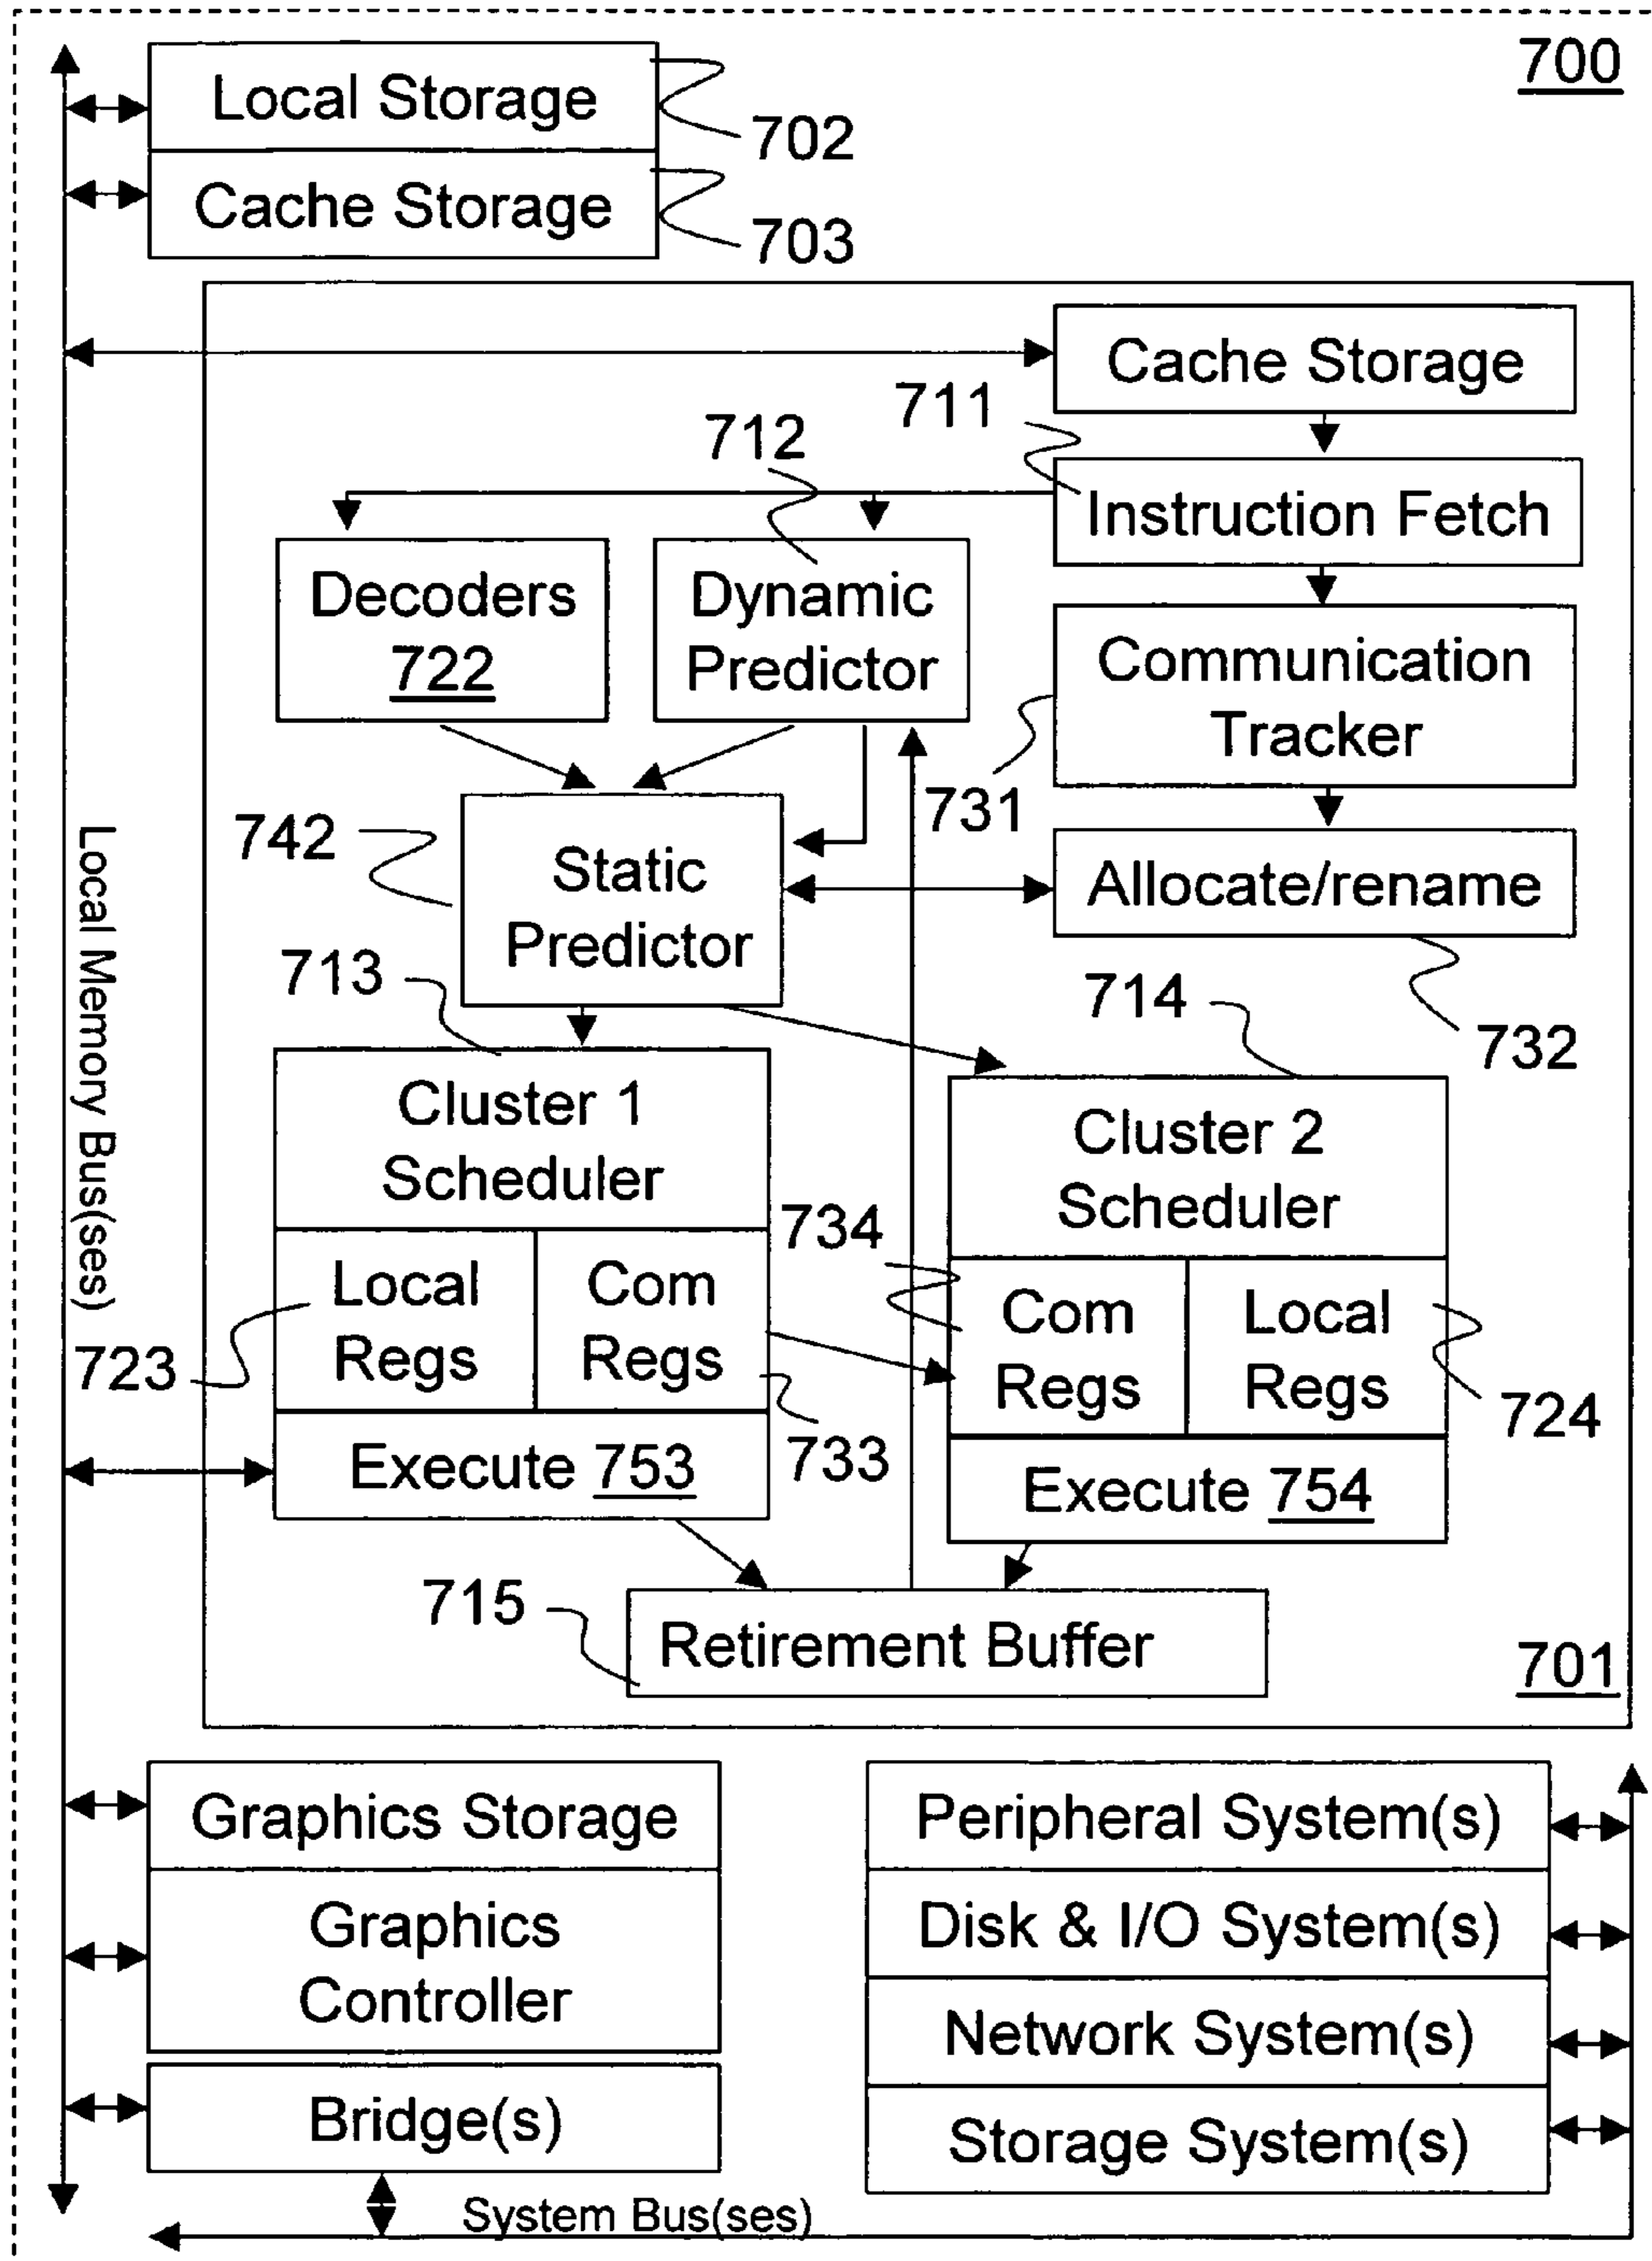 700
Local Storage
702
Cache Storage
703
Cache Storage
711
712
Instruction Fetch
Decoders
722
Dynamic
Predictor
Communication
Tracker
731
742
Static
Predictor
Allocate/rename
732
713
714
Cluster 1
Scheduler
Cluster 2
Scheduler
734
Local
Regs
Com
Regs
Com
Regs
Local
Regs
723
733
724
Execute 753
Execute 754
715
Retirement Buffer
701
Local Memory Bus(ses)
Graphics Storage
Graphics
Controller
Bridge(s)
Peripheral System(s)
Disk & I/O System(s)
Network System(s)
Storage System(s)
System Bus(ses)